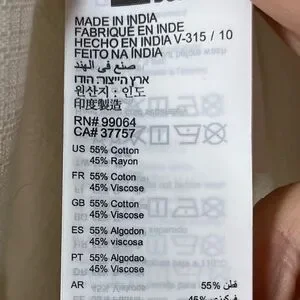 MADE IN INDIA
FABRIQUÉ EN INDE
HECHO EN INDIA V-315 / 10
FEITO NA ÍNDIA
صنع في الهند
ארץ הייצור: הודו
원산지 : 인도
印度製造
RN# 99064
CA# 37757
US 55% Cotton
45% Rayon
FR 55% Coton
45% Viscose
GB 55% Cotton
45% Viscose
ES 55% Algodon
45% viscosa
PT 55% Algodao
45% Viscose
AR 55% قطن